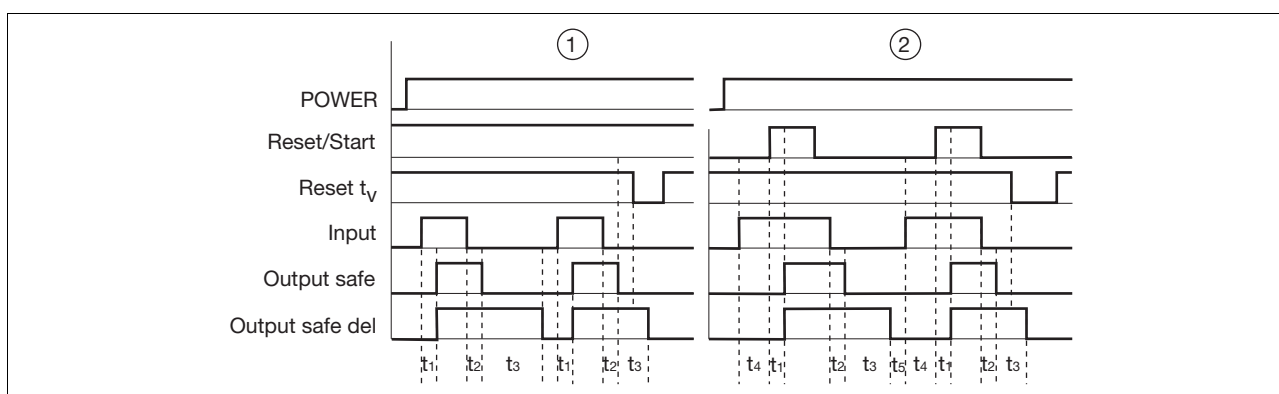 ① ②
POWER
Reset/Start
Reset tV
Input
Output safe
Output safe del
t1 t2 t3 t1 t2 t3 t4 t1 t2 t3 t5 t4 t1 t2 t3